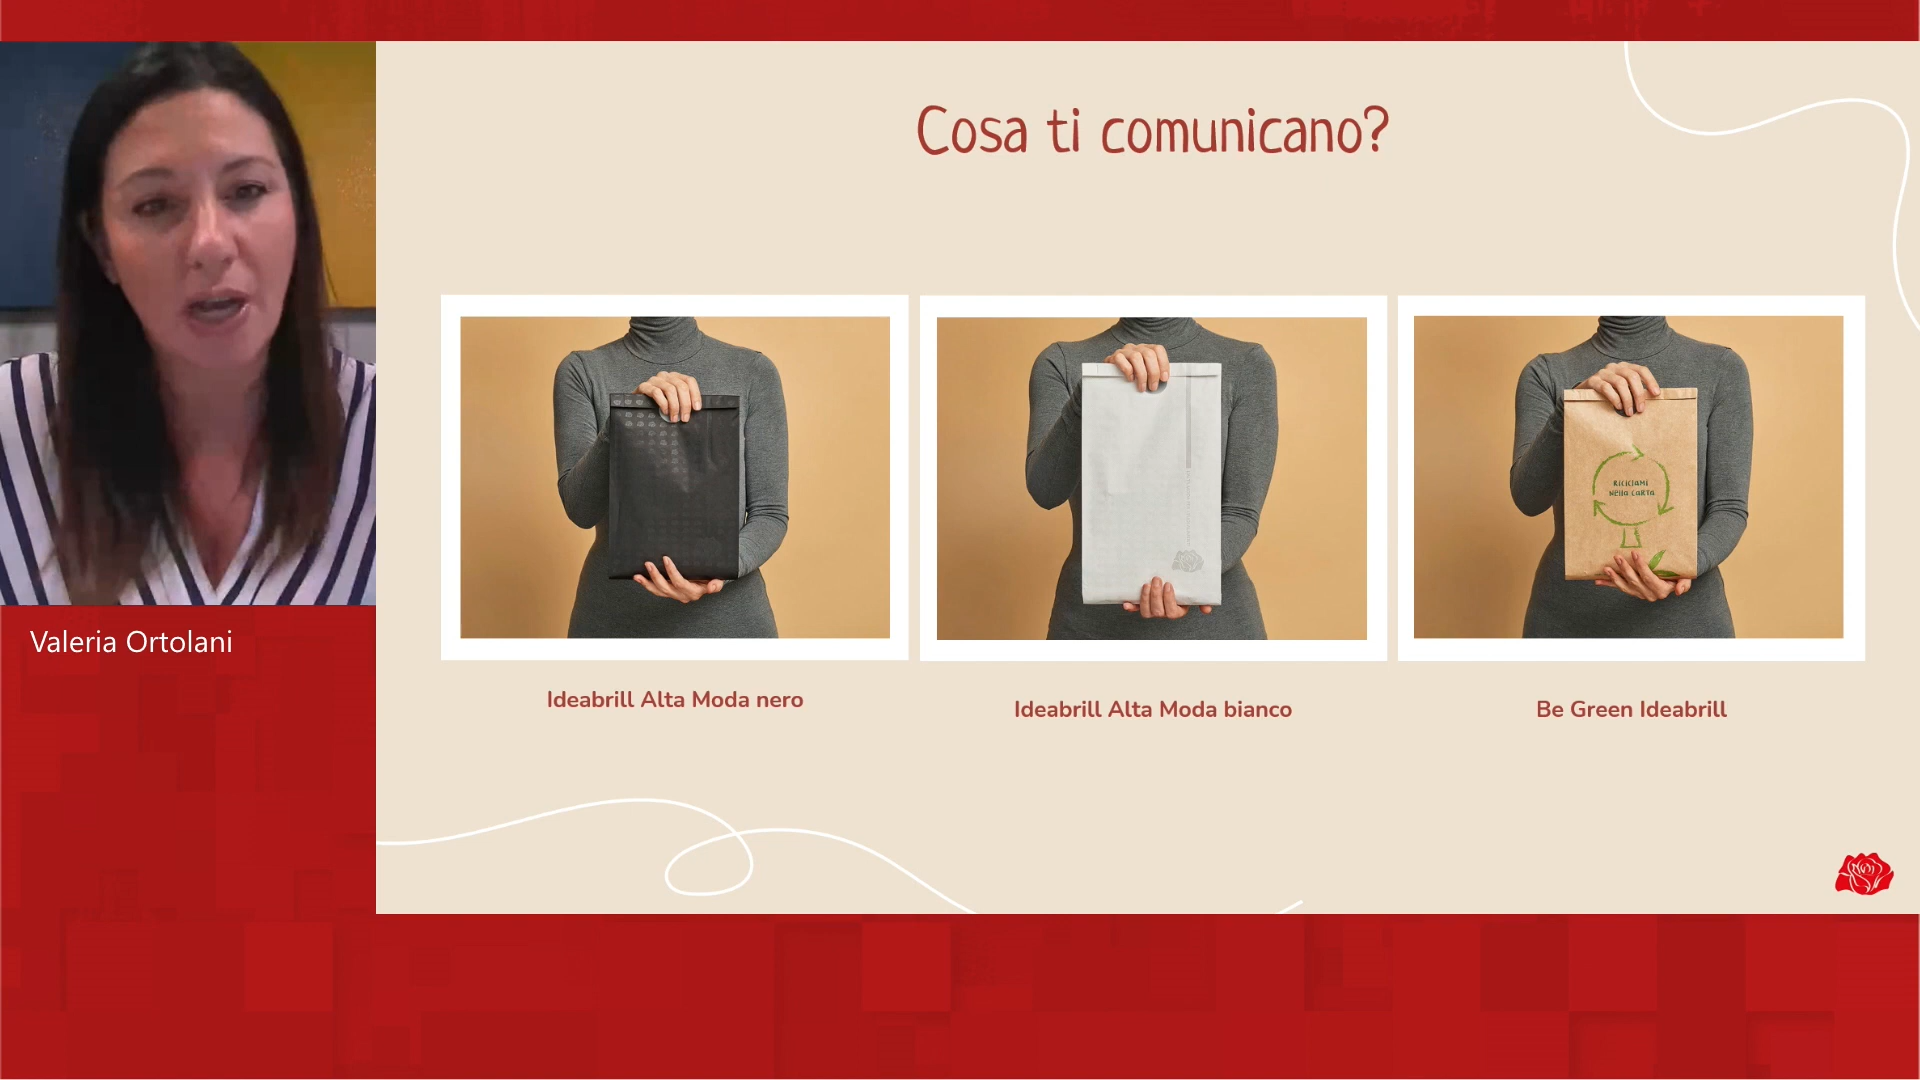 Cosa ti comunicano?
Valeria Ortolani
RICICLAMI
NELLA CARTA
Ideabrill Alta Moda nero
Ideabrill Alta Moda bianco
Be Green Ideabrill